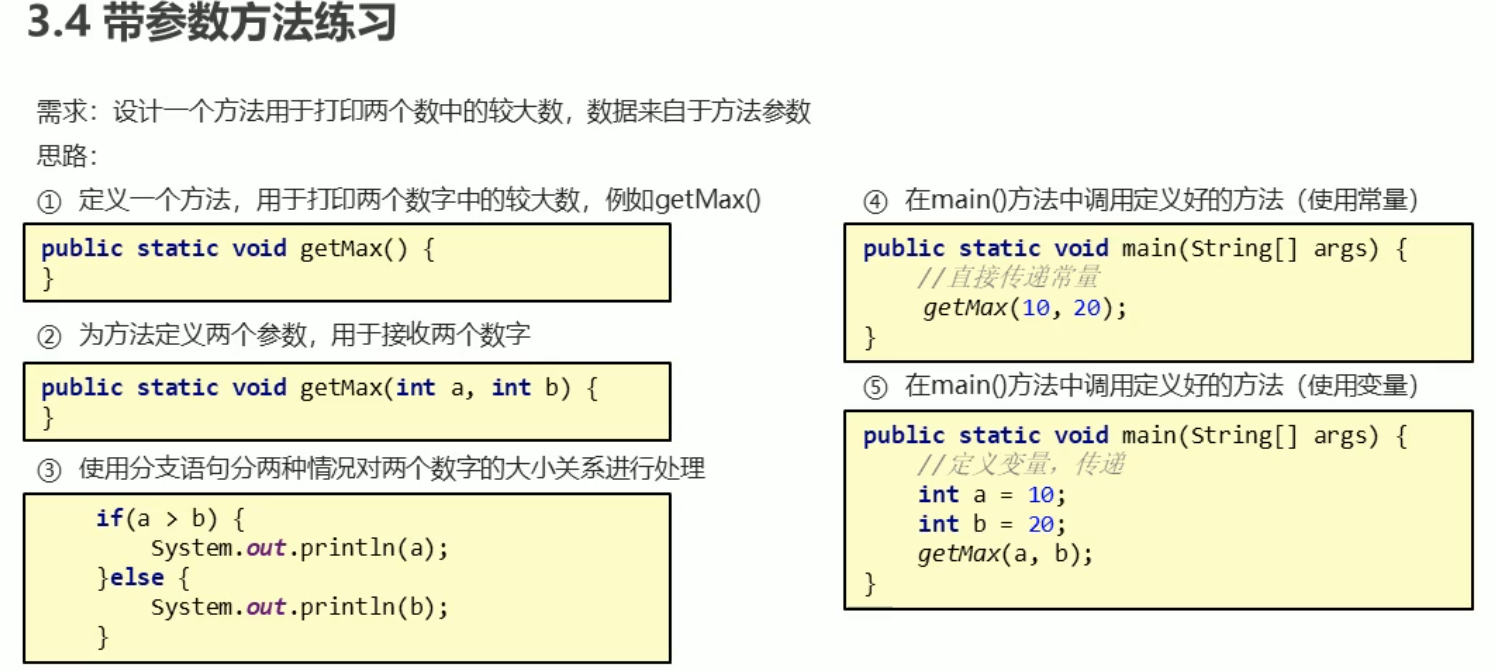 3.4 带参数方法练习
需求：设计一个方法用于打印两个数中的较大数，数据来自于方法参数
思路：
① 定义一个方法，用于打印两个数字中的较大数，例如getMax()
public static void getMax() {
}
② 为方法定义两个参数，用于接收两个数字
public static void getMax(int a, int b) {
}
③ 使用分支语句分两种情况对两个数字的大小关系进行处理
if(a > b) {
System.out.println(a);
}else {
System.out.println(b);
}
④ 在main()方法中调用定义好的方法（使用常量）
public static void main(String[] args) {
//直接传递常量
getMax(10, 20);
}
⑤ 在main()方法中调用定义好的方法（使用变量）
public static void main(String[] args) {
//定义变量，传递
int a = 10;
int b = 20;
getMax(a, b);
}